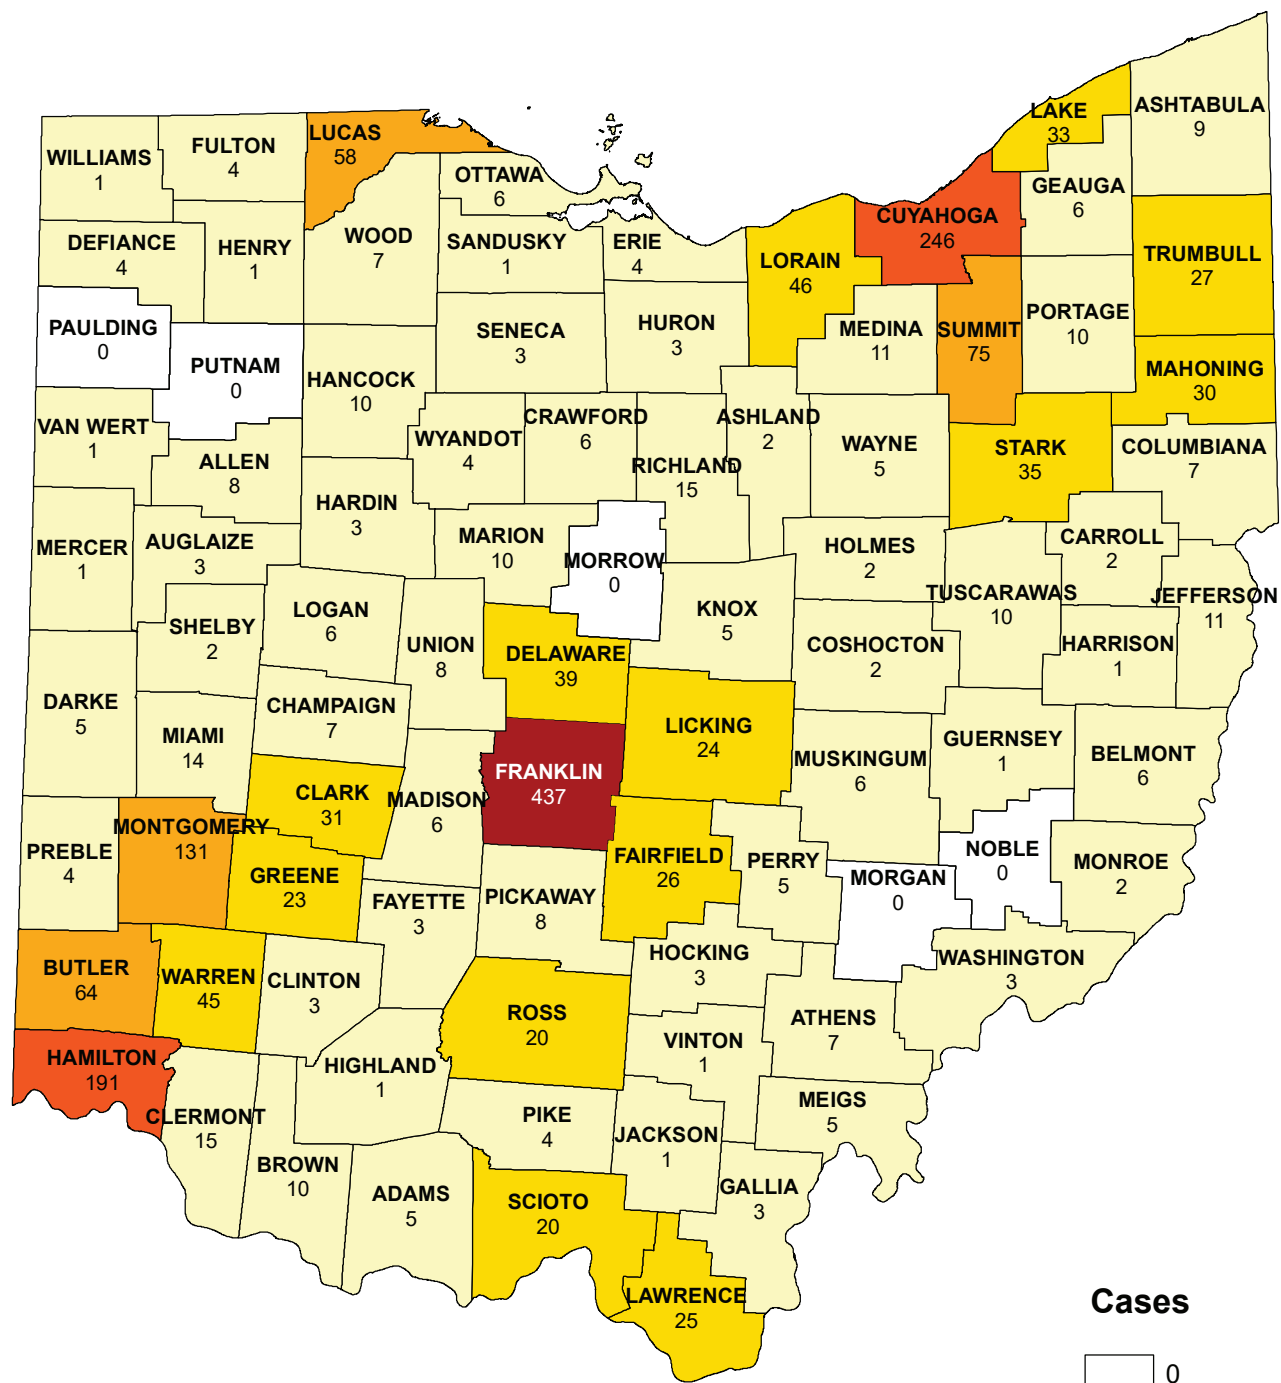 WILLIAMS
1
FULTON
4
LUCAS
58
OTTAWA
6
LAKE
33
ASHTABULA
9
GEAUGA
6
CUYAHOGA
246
DEFIANCE
4
HENRY
1
WOOD
7
SANDUSKY
1
ERIE
4
LORAIN
46
TRUMBULL
27
PAULDING
0
PUTNAM
0
SENECA
3
HURON
3
MEDINA
11
SUMMIT
75
PORTAGE
10
MAHONING
30
HANCOCK
10
VAN WERT
1
ALLEN
8
WYANDOT
4
CRAWFORD
6
RICHLAND
15
ASHLAND
2
WAYNE
5
STARK
35
COLUMBIANA
7
HARDIN
3
MERCER
1
AUGLAIZE
3
MARION
10
MORROW
0
HOLMES
2
CARROLL
2
TUSCARAWAS
10
JEFFERSON
11
SHELBY
2
LOGAN
6
UNION
8
DELAWARE
39
KNOX
5
COSHOCTON
2
HARRISON
1
DARKE
5
MIAMI
14
CHAMPAIGN
7
LICKING
24
MUSKINGUM
6
GUERNSEY
1
BELMONT
6
CLARK
31
MADISON
6
FRANKLIN
437
PREBLE
4
MONTGOMERY
131
GREENE
23
FAYETTE
3
PICKAWAY
8
FAIRFIELD
26
PERRY
5
MORGAN
0
NOBLE
0
MONROE
2
BUTLER
64
WARREN
45
CLINTON
3
HOCKING
3
WASHINGTON
3
ROSS
20
ATHENS
7
VINTON
1
HAMILTON
191
HIGHLAND
1
CLERMONT
15
PIKE
4
JACKSON
1
MEIGS
5
BROWN
10
ADAMS
5
SCIOTO
20
GALLIA
3
LAWRENCE
25
Cases
0